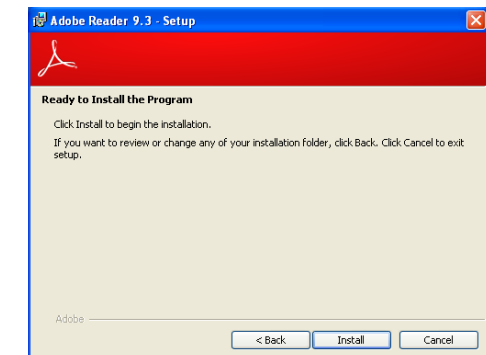 Adobe Reader 9.3 - Setup
Ready to Install the Program
Click Install to begin the installation.
If you want to review or change any of your installation folder, click Back. Click Cancel to exit
setup.
Adobe
< Back
Install
Cancel